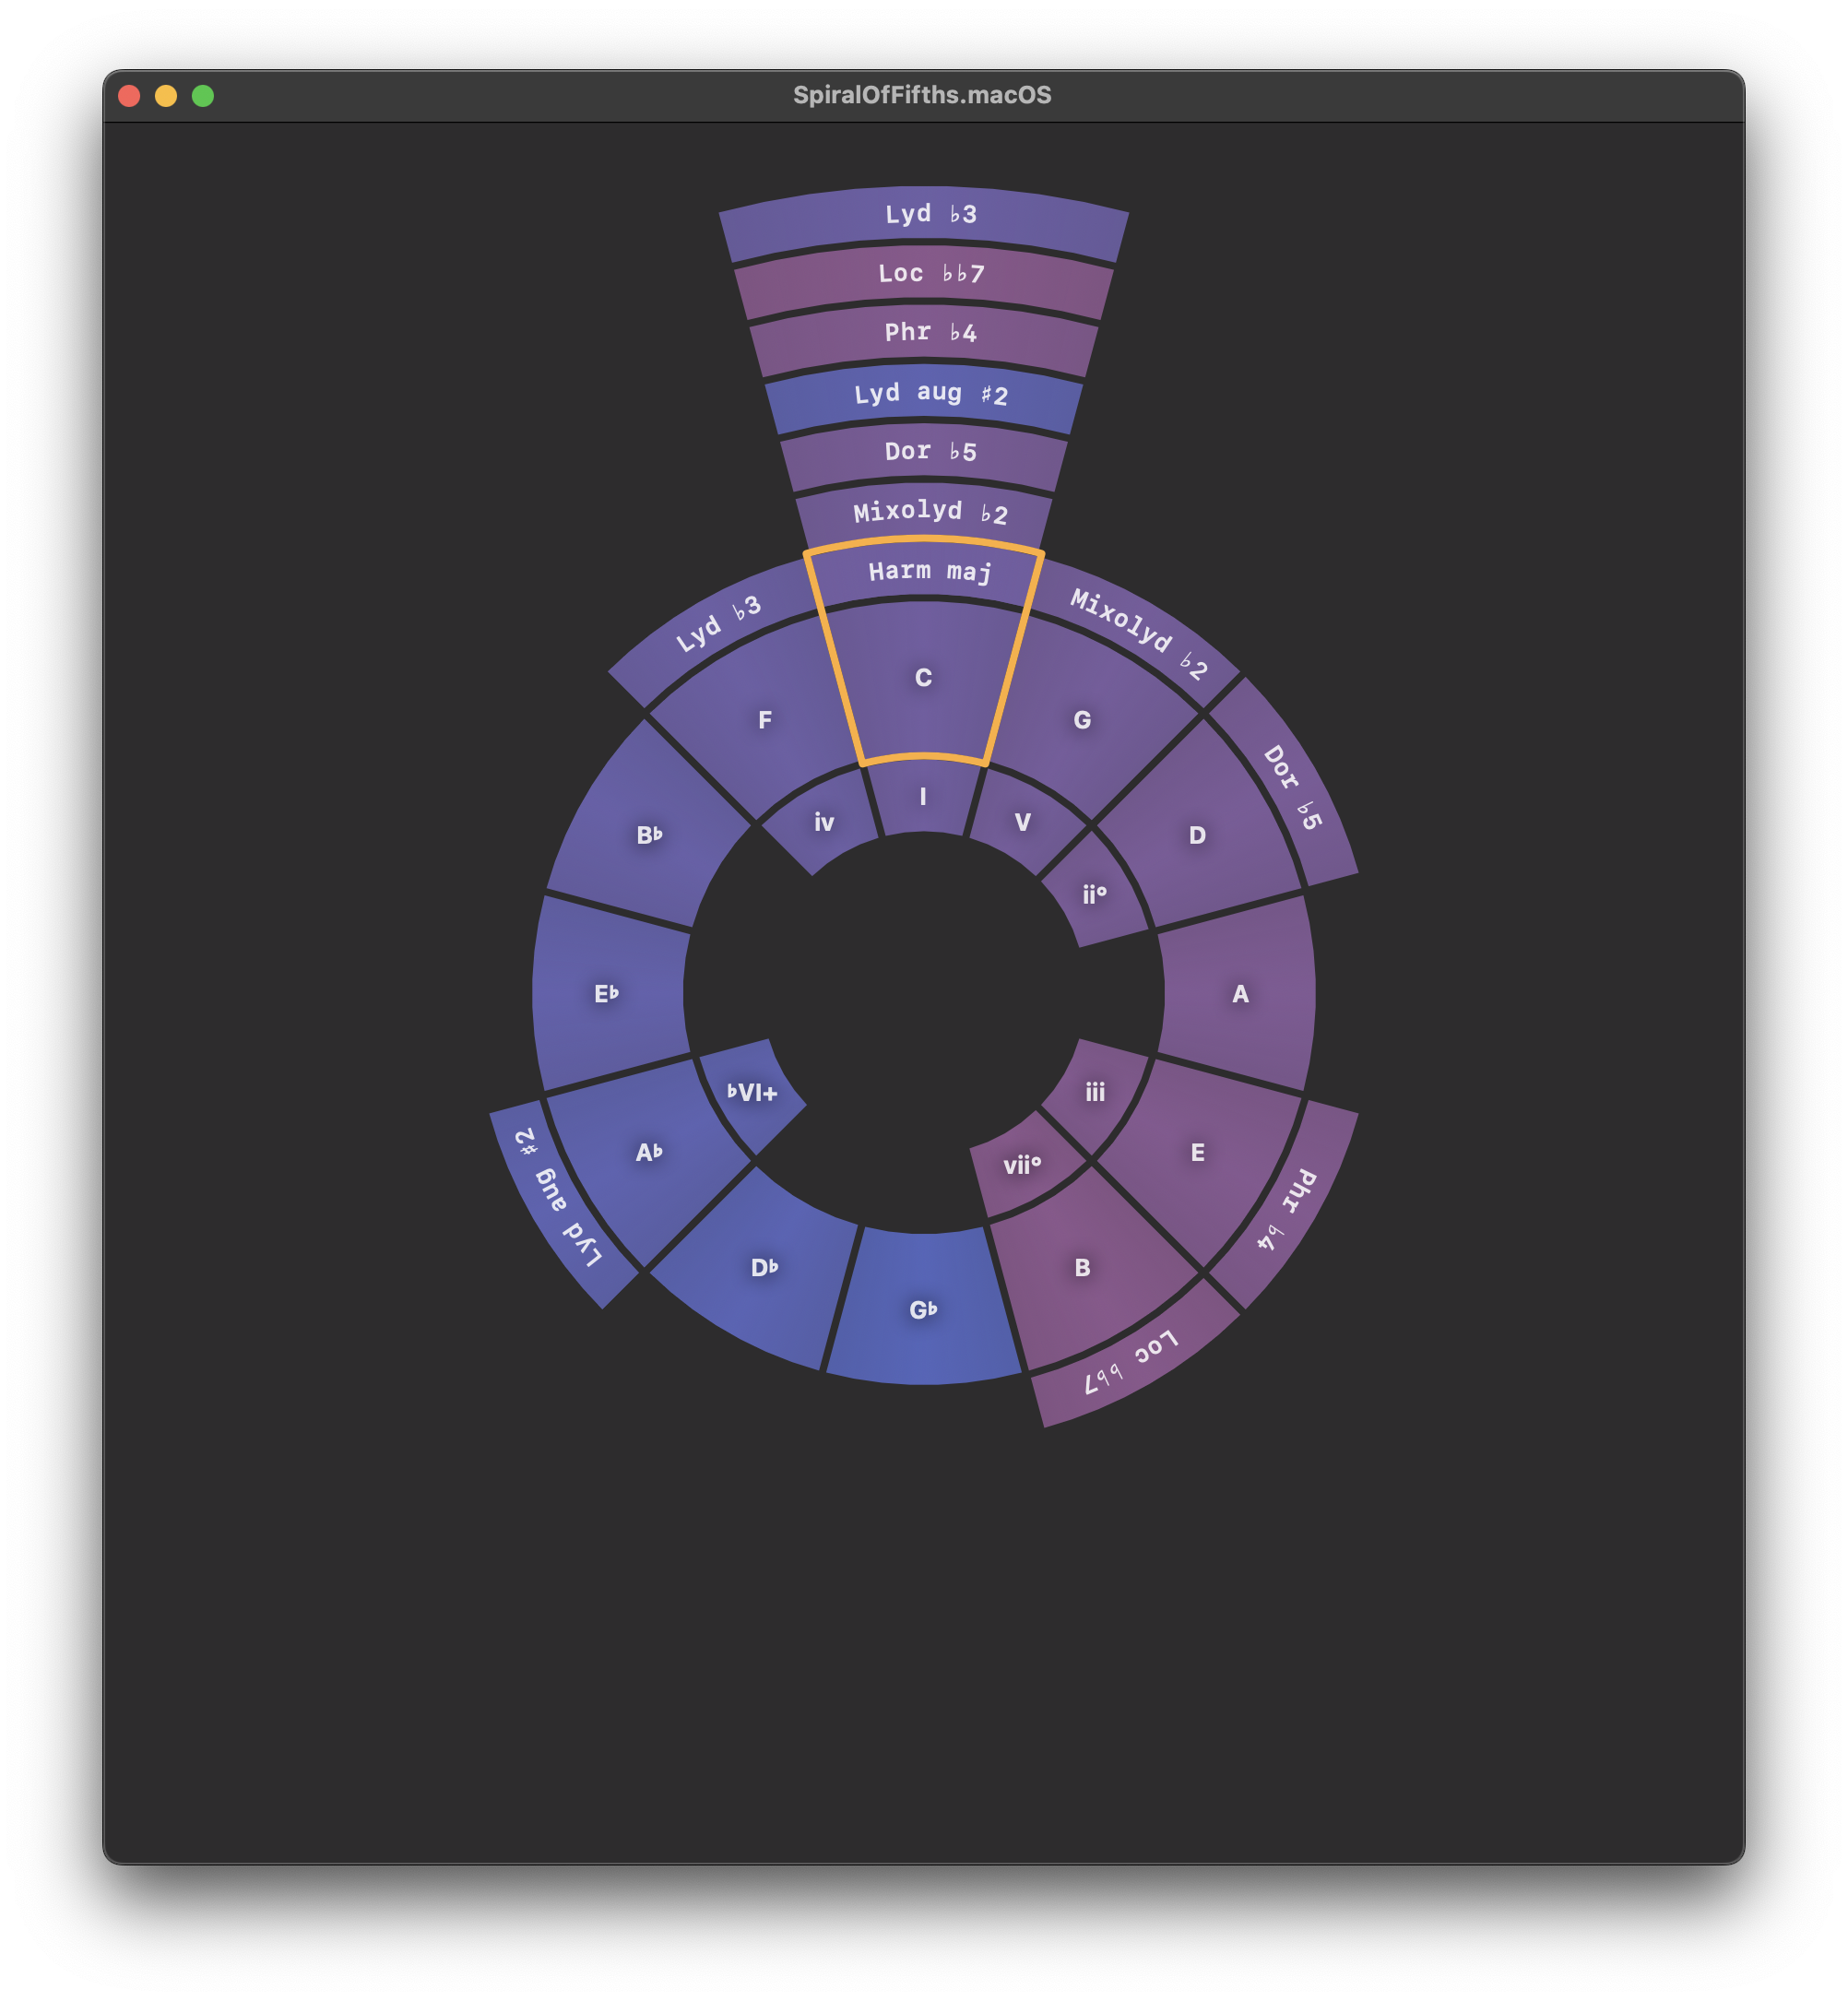 SpiralOfFifths.macOS
Lyd ♭3
Loc ♭♭7
Phr ♭4
Lyd aug ♯2
Dor ♭5
Mixolyd ♭2
Harm maj
Lyd ♭3
Mixolyd ♭2
C
F
G
Dor ♭5
I
iv
V
B♭
D
ii°
E♭
A
♭VI+
iii
Lyd aug ♯2
A♭
E
Phr ♭4
vii°
D♭
B
G♭
Loc ♭♭7